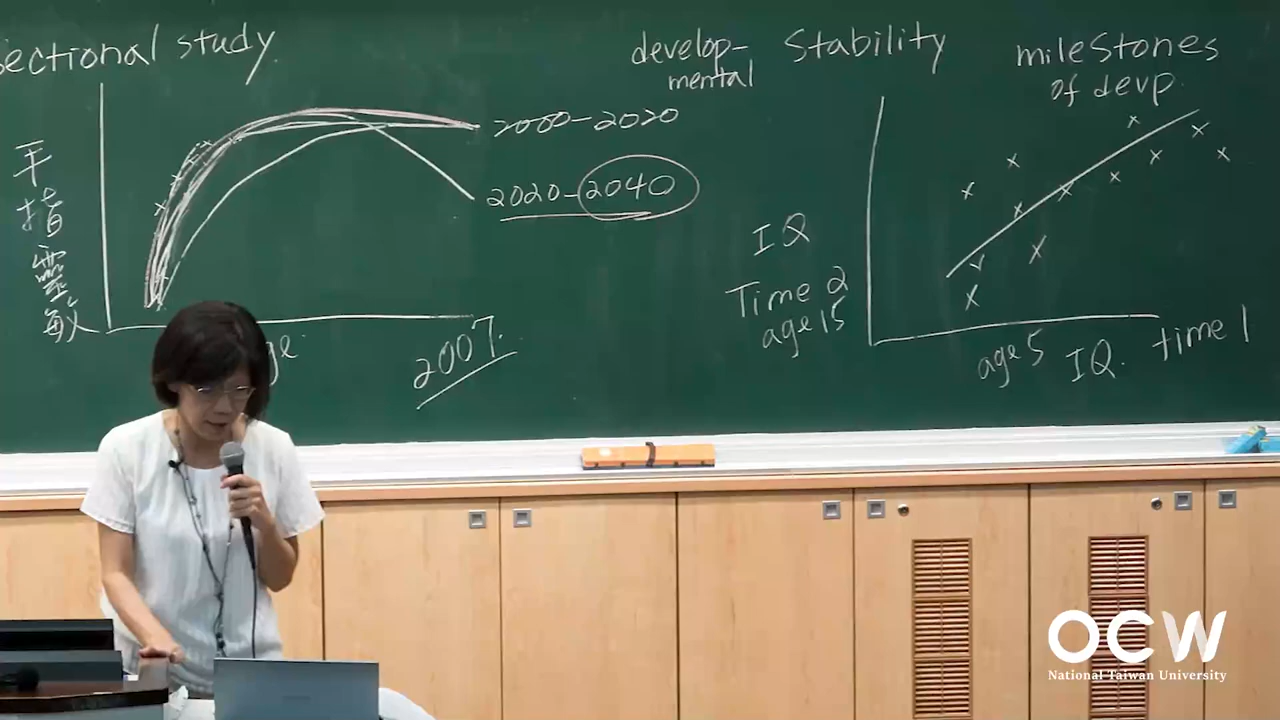 sectional study
手
指
靈
敏
2000-2020
2020-2040
2007.
develop-
mental
Stability
milestones
of devp.
IQ
Time 2
age 15
age 5 IQ. time 1
OCW
National Taiwan University